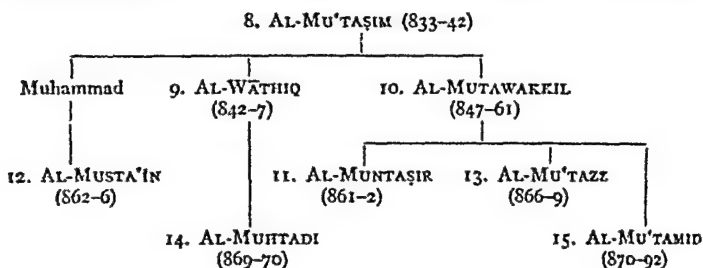 8. Al-Mu'taṣim (833–42)
Muhammad 9. Al-Wāthiq 10. Al-Mutawakkil
(842–7) (847–61)
12. Al-Musta'īn 11. Al-Muntaṣir 13. Al-Mu'tazz
(862–6) (861–2) (866–9)
14. Al-Muhtadi 15. Al-Mu'tamid
(869–70) (870–92)